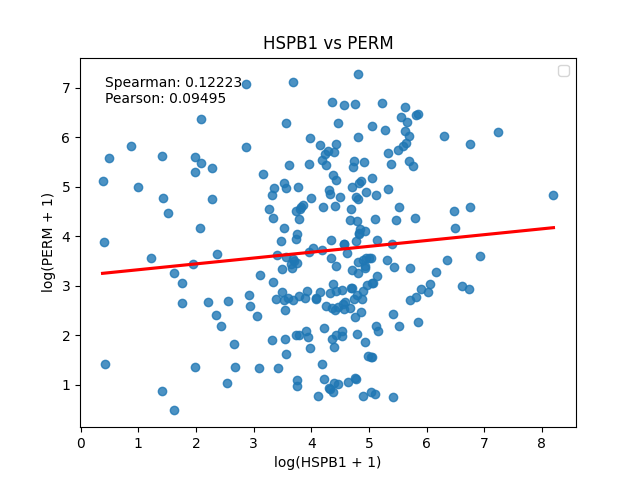 HSPB1 vs PERM
Spearman: 0.12223
Pearson: 0.09495
log(PERM + 1)
7
6
5
4
3
2
1
0 1 2 3 4 5 6 7 8
log(HSPB1 + 1)